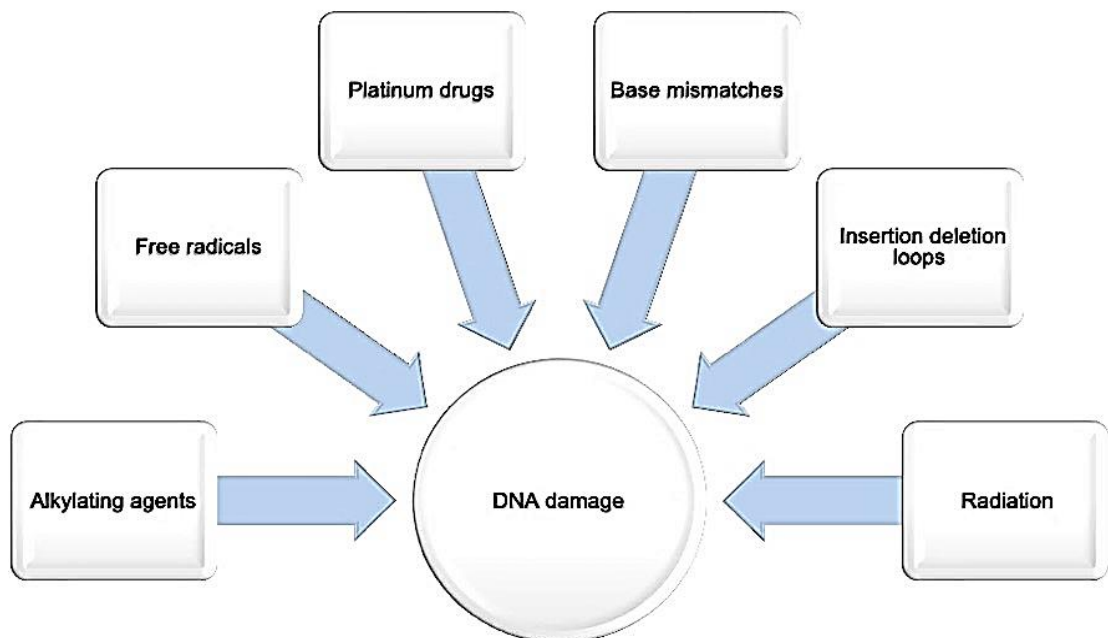 Platinum drugs
Base mismatches
Free radicals
Insertion deletion
loops
Alkylating agents
DNA damage
Radiation